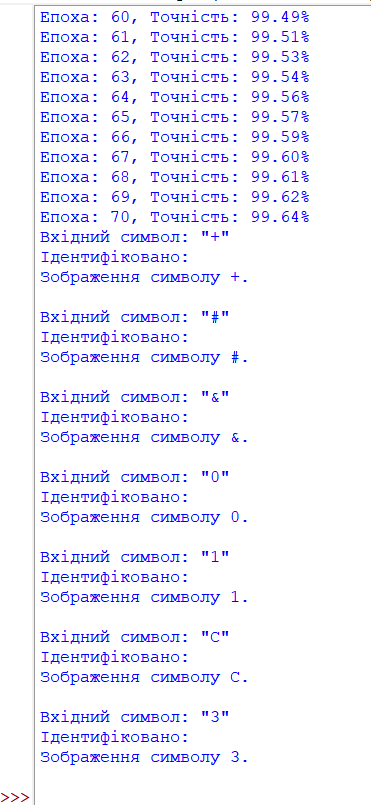 Епоха: 60, Точність: 99.49%
Епоха: 61, Точність: 99.51%
Епоха: 62, Точність: 99.53%
Епоха: 63, Точність: 99.54%
Епоха: 64, Точність: 99.56%
Епоха: 65, Точність: 99.57%
Епоха: 66, Точність: 99.59%
Епоха: 67, Точність: 99.60%
Епоха: 68, Точність: 99.61%
Епоха: 69, Точність: 99.62%
Епоха: 70, Точність: 99.64%
Вхідний символ: "+"
Ідентифіковано:
Зображення символу +.
Вхідний символ: "#"
Ідентифіковано:
Зображення символу #.
Вхідний символ: "&"
Ідентифіковано:
Зображення символу &.
Вхідний символ: "0"
Ідентифіковано:
Зображення символу 0.
Вхідний символ: "1"
Ідентифіковано:
Зображення символу 1.
Вхідний символ: "С"
Ідентифіковано:
Зображення символу С.
Вхідний символ: "3"
Ідентифіковано:
Зображення символу 3.
>>>